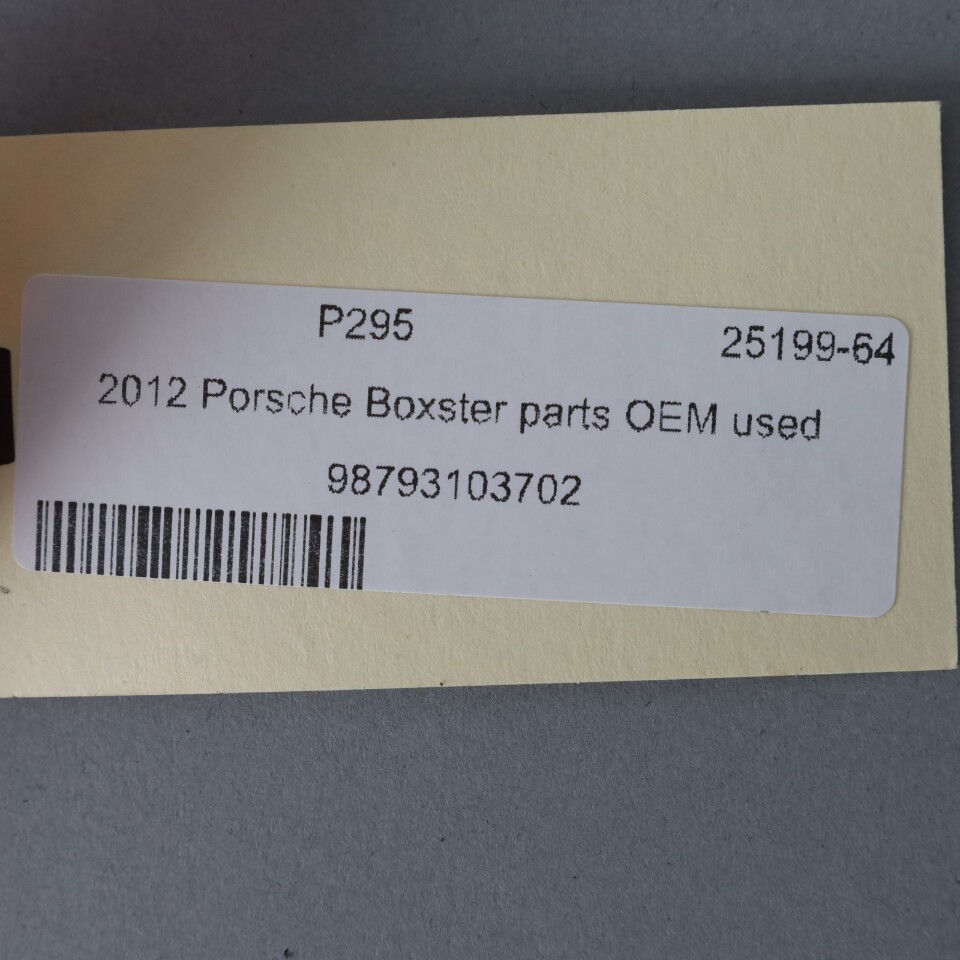 P295 25199-64
2012 Porsche Boxster parts OEM used
98793103702